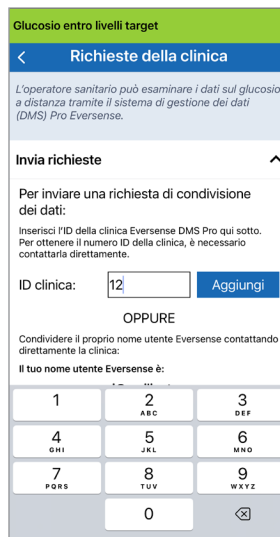 Glucosio entro livelli target
Richieste della clinica
L'operatore sanitario può esaminare i dati sul glucosio
a distanza tramite il sistema di gestione dei dati
(DMS) Pro Eversense.
Invia richieste
Per inviare una richiesta di condivisione
dei dati:
Inserisci l'ID della clinica Eversense DMS Pro qui sotto.
Per ottenere il numero ID della clinica, è necessario
contattarla direttamente.
ID clinica: 12 Aggiungi
OPPURE
Condividere il proprio nome utente Eversense contattando
direttamente la clinica:
Il tuo nome utente Eversense è:
1 2 3
ABC DEF
4 5 6
GHI JKL MNO
7 8 9
PQRS TUV WXYZ
0